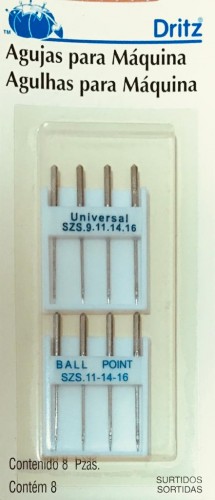 TM
Dritz®
Agujas para Máquina
Agulhas para Máquina
Universal
SZS.9.11.14.16
BALL POINT
SZS.11-14-16
Contenido 8 Pzas.
Contém 8
SURTIDOS
SORTIDAS